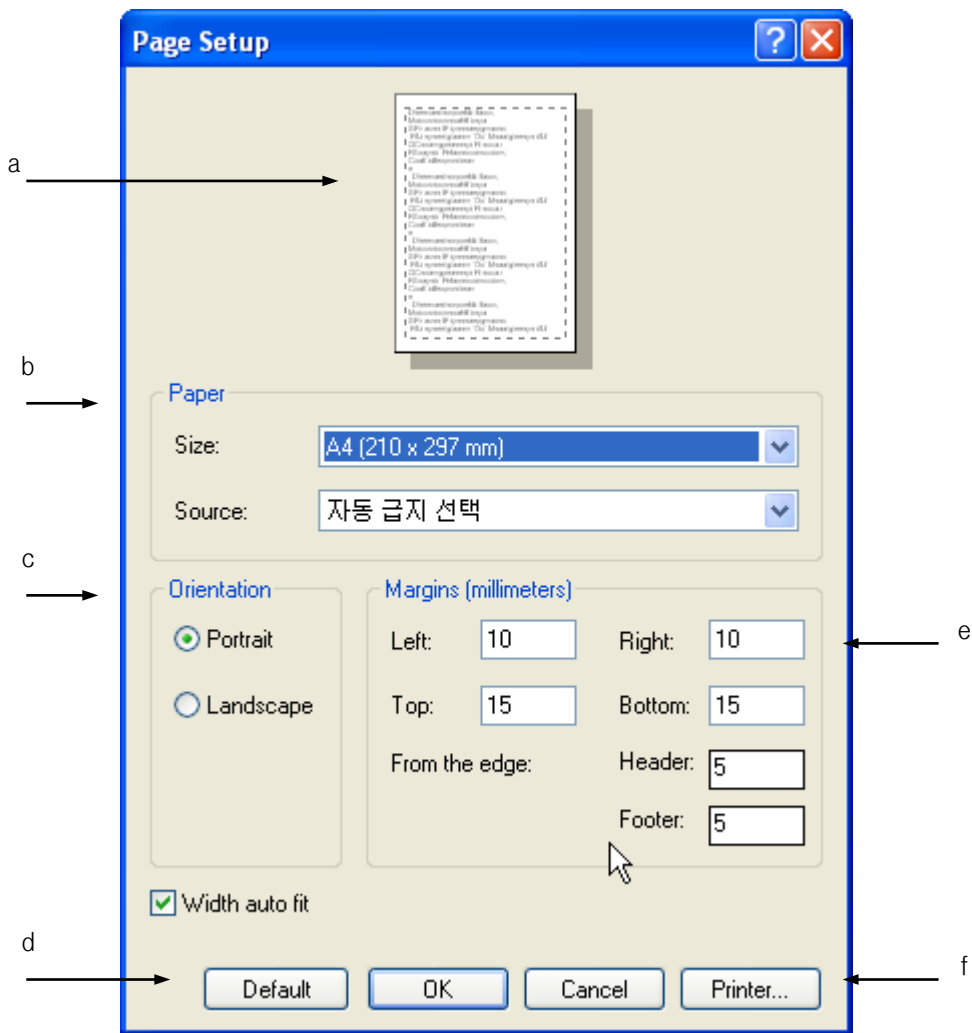 Page Setup
a
b
Paper
Size: A4 (210 x 297 mm)
Source: 자동 급지 선택
c
Orientation
Margins (millimeters)
Portrait
Left: 10 Right: 10
e
Landscape
Top: 15 Bottom: 15
From the edge: Header: 5
Footer: 5
Width auto fit
d
Default OK Cancel Printer...
f